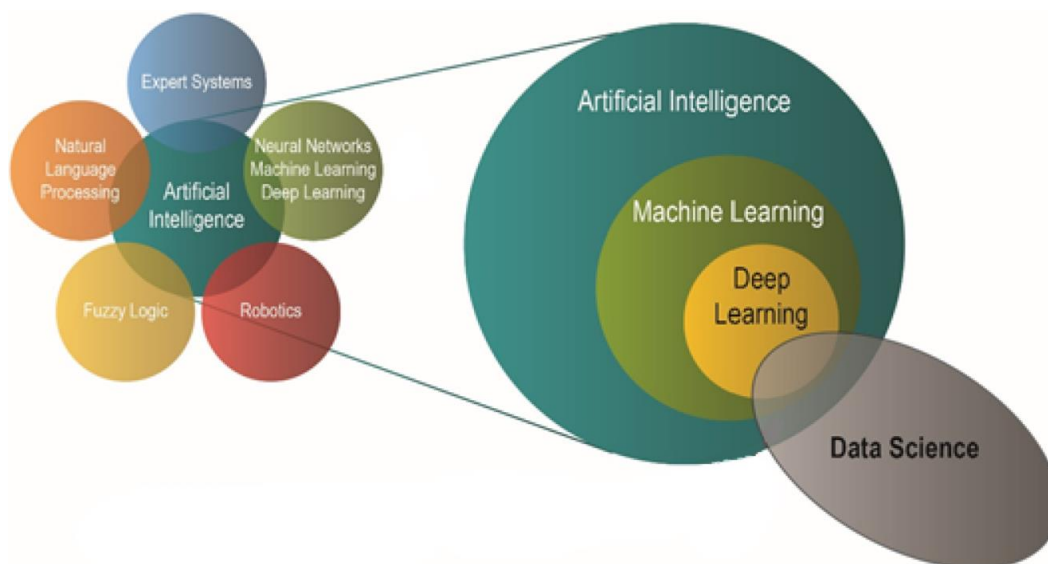 Expert Systems
Natural
Language
Processing
Neural Networks
Machine Learning
Deep Learning
Artificial
Intelligence
Fuzzy Logic
Robotics
Artificial Intelligence
Machine Learning
Deep
Learning
Data Science